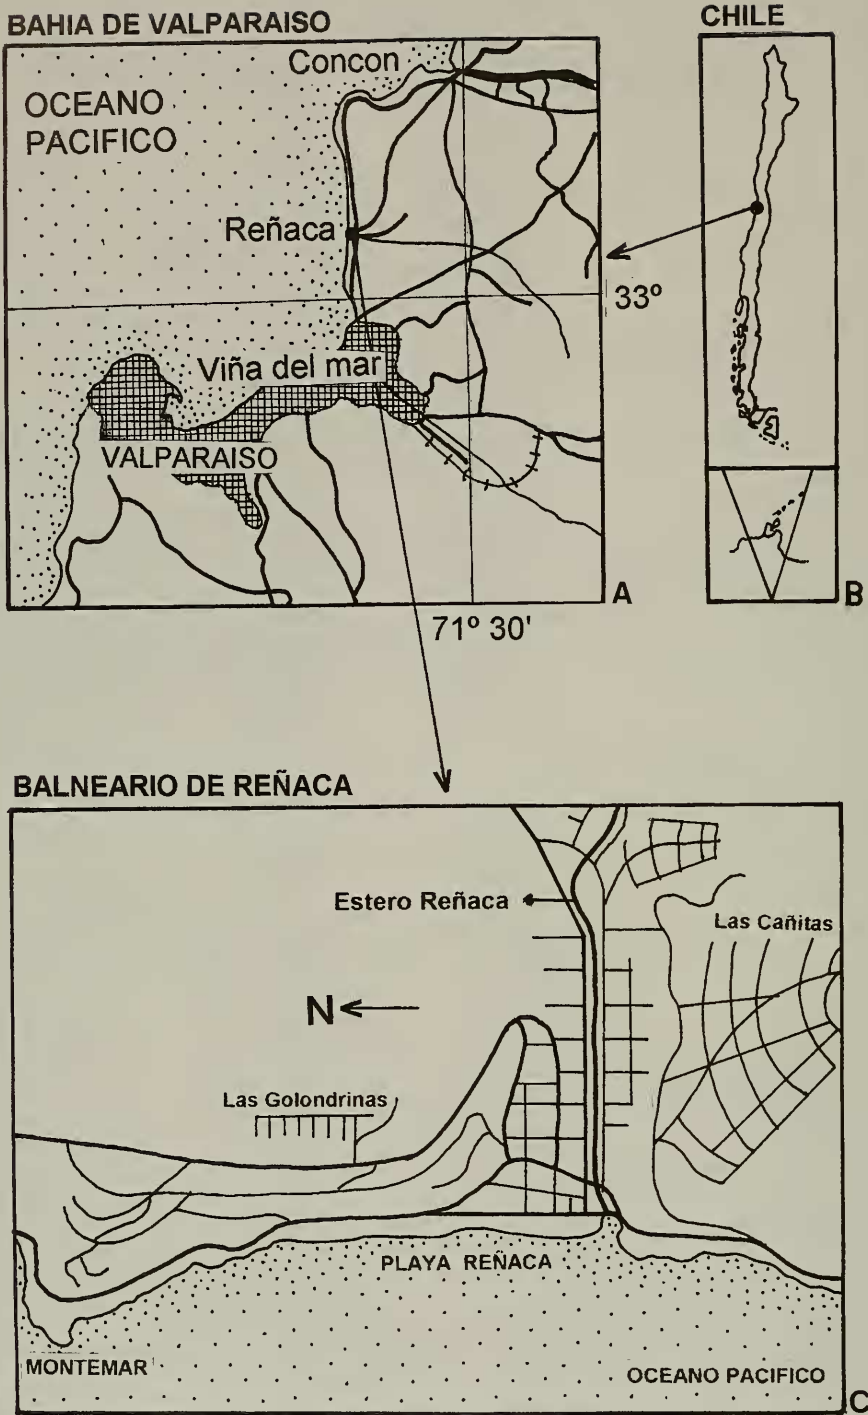 BAHIA DE VALPARAISO
CHILE
Concon
OCEANO
PACIFICO
Reñaca
33º
Viña del mar
VALPARAISO
A
B
71º 30'
BALNEARIO DE REÑACA
Estero Reñaca
Las Cañitas
N
Las Golondrinas
PLAYA REÑACA
MONTEMAR
OCEANO PACIFICO
C